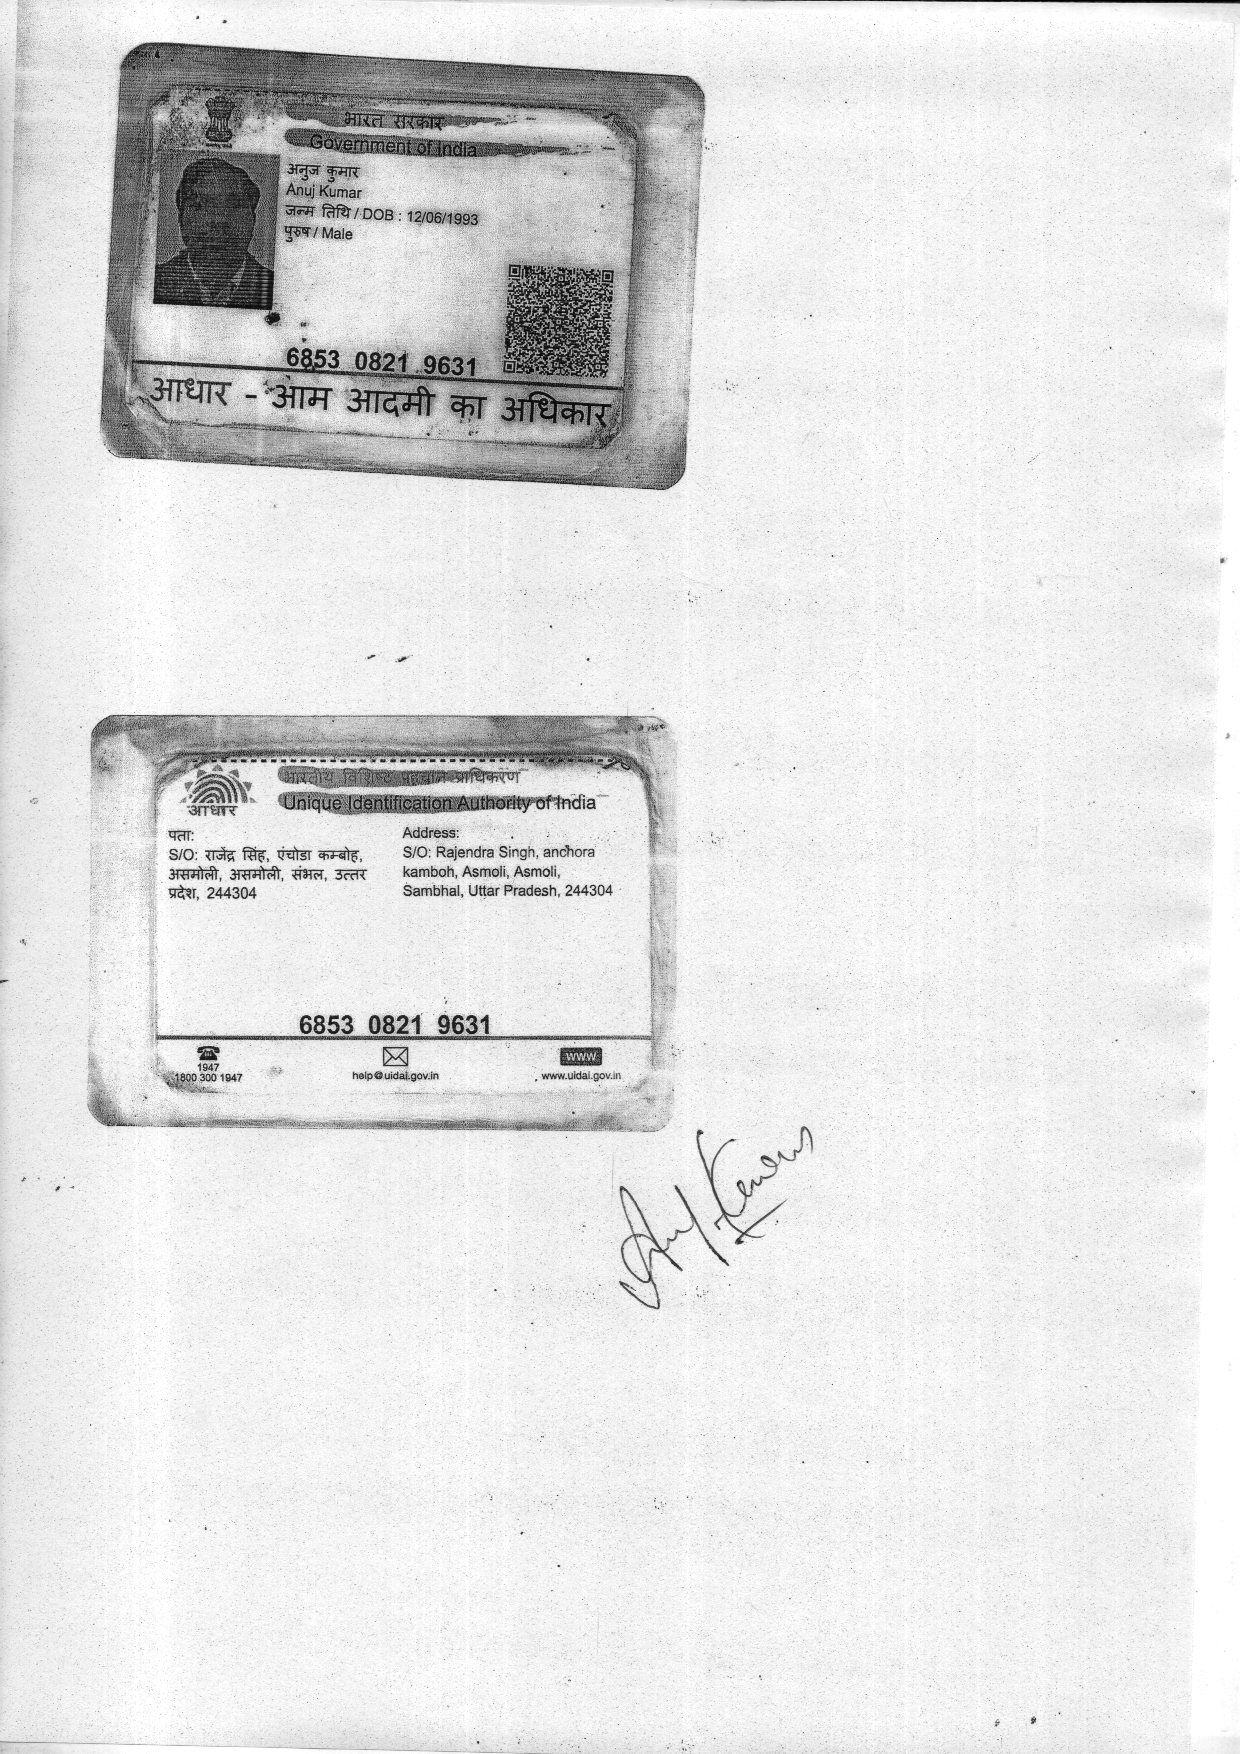 भारत सरकार
Government of India
अनुज कुमार
Anuj Kumar
जन्म तिथि / DOB : 12/06/1993
पुरुष / Male
6853 0821 9631
आधार - आम आदमी का अधिकार
भारतीय विशिष्ट पहचान प्राधिकरण
Unique Identification Authority of India
आधार
पता:
S/O: राजेंद्र सिंह, एंचोडा कम्बोह,
असमोली, असमोली, संभल, उत्तर
प्रदेश, 244304
Address:
S/O: Rajendra Singh, anchora
kamboh, Asmoli, Asmoli,
Sambhal, Uttar Pradesh, 244304
6853 0821 9631
1947
1800 300 1947
help@uidai.gov.in
www
www.uidai.gov.in
Anuj Kumar